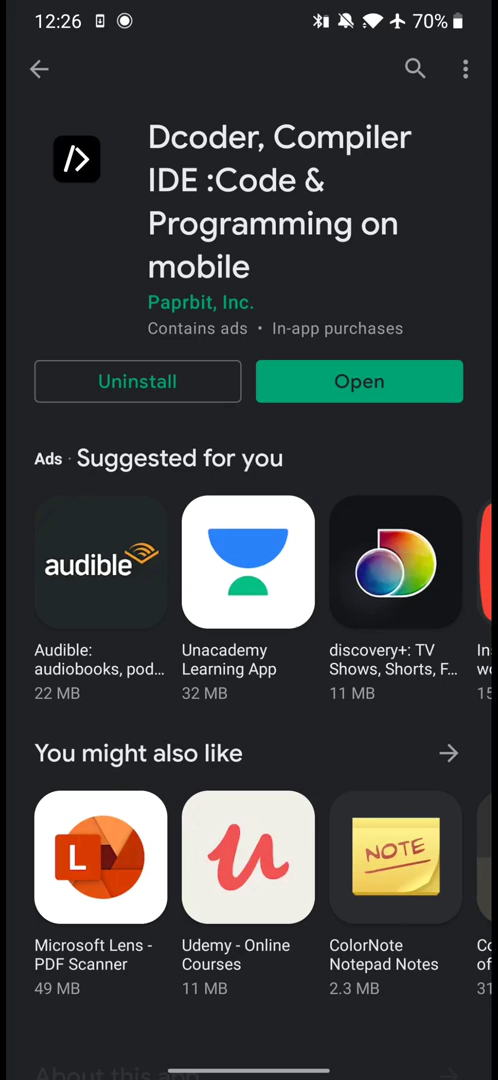 12:26
70%
Dcoder, Compiler
IDE :Code &
Programming on
mobile
Paprbit, Inc.
Contains ads • In-app purchases
Uninstall
Open
Ads · Suggested for you
audible
Audible:
audiobooks, pod...
22 MB
Unacademy
Learning App
32 MB
discovery+: TV
Shows, Shorts, F...
11 MB
You might also like
L
NOTE
Microsoft Lens -
PDF Scanner
49 MB
Udemy - Online
Courses
11 MB
ColorNote
Notepad Notes
2.3 MB
About this app